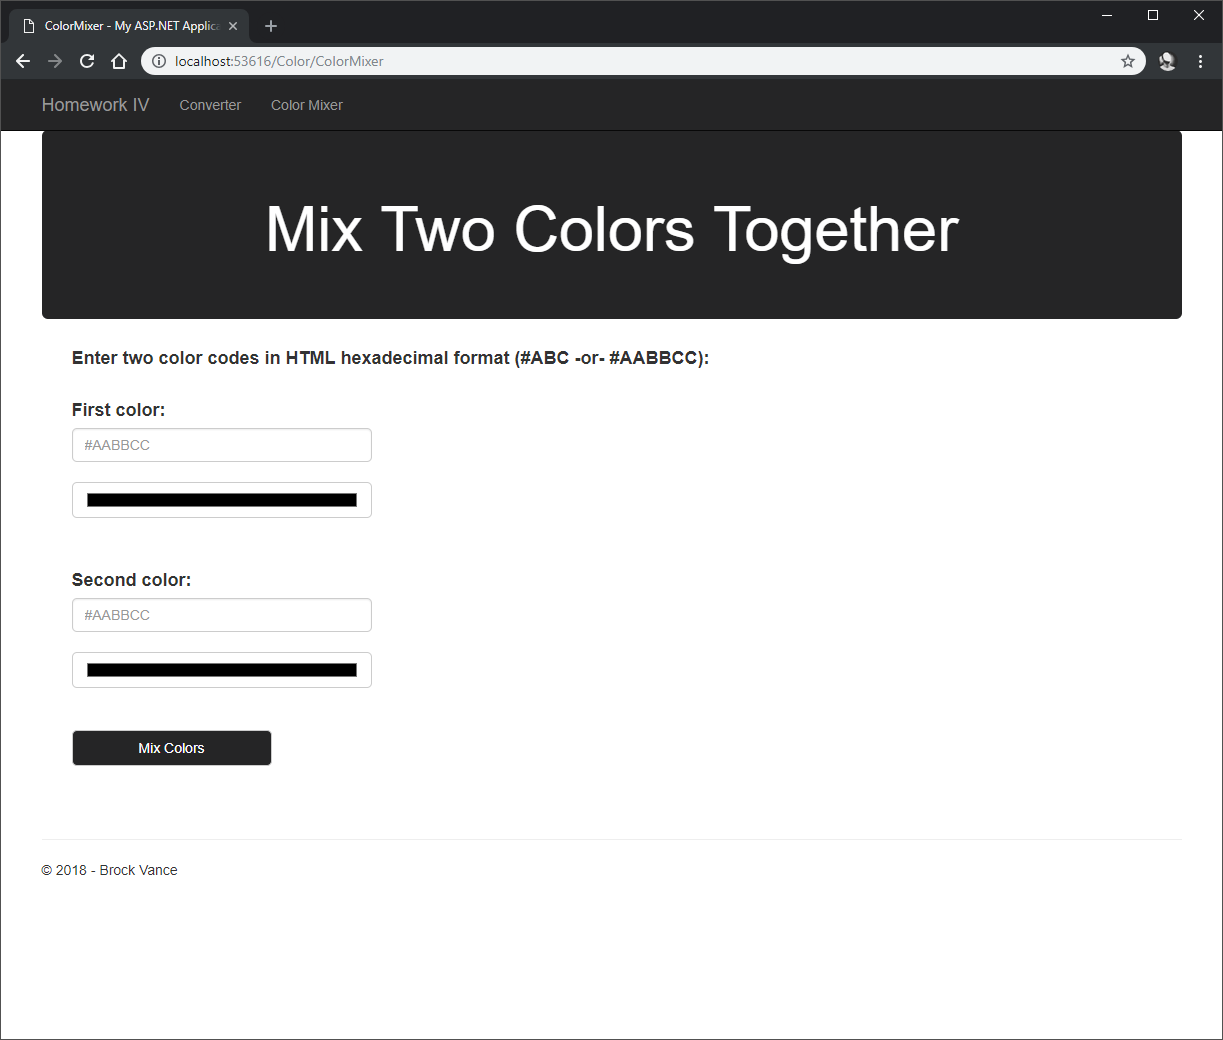 ColorMixer - My ASP.NET Applica
localhost:53616/Color/ColorMixer
Homework IV Converter Color Mixer
Mix Two Colors Together
Enter two color codes in HTML hexadecimal format (#ABC -or- #AABBCC):
First color:
#AABBCC
Second color:
#AABBCC
Mix Colors
© 2018 - Brock Vance